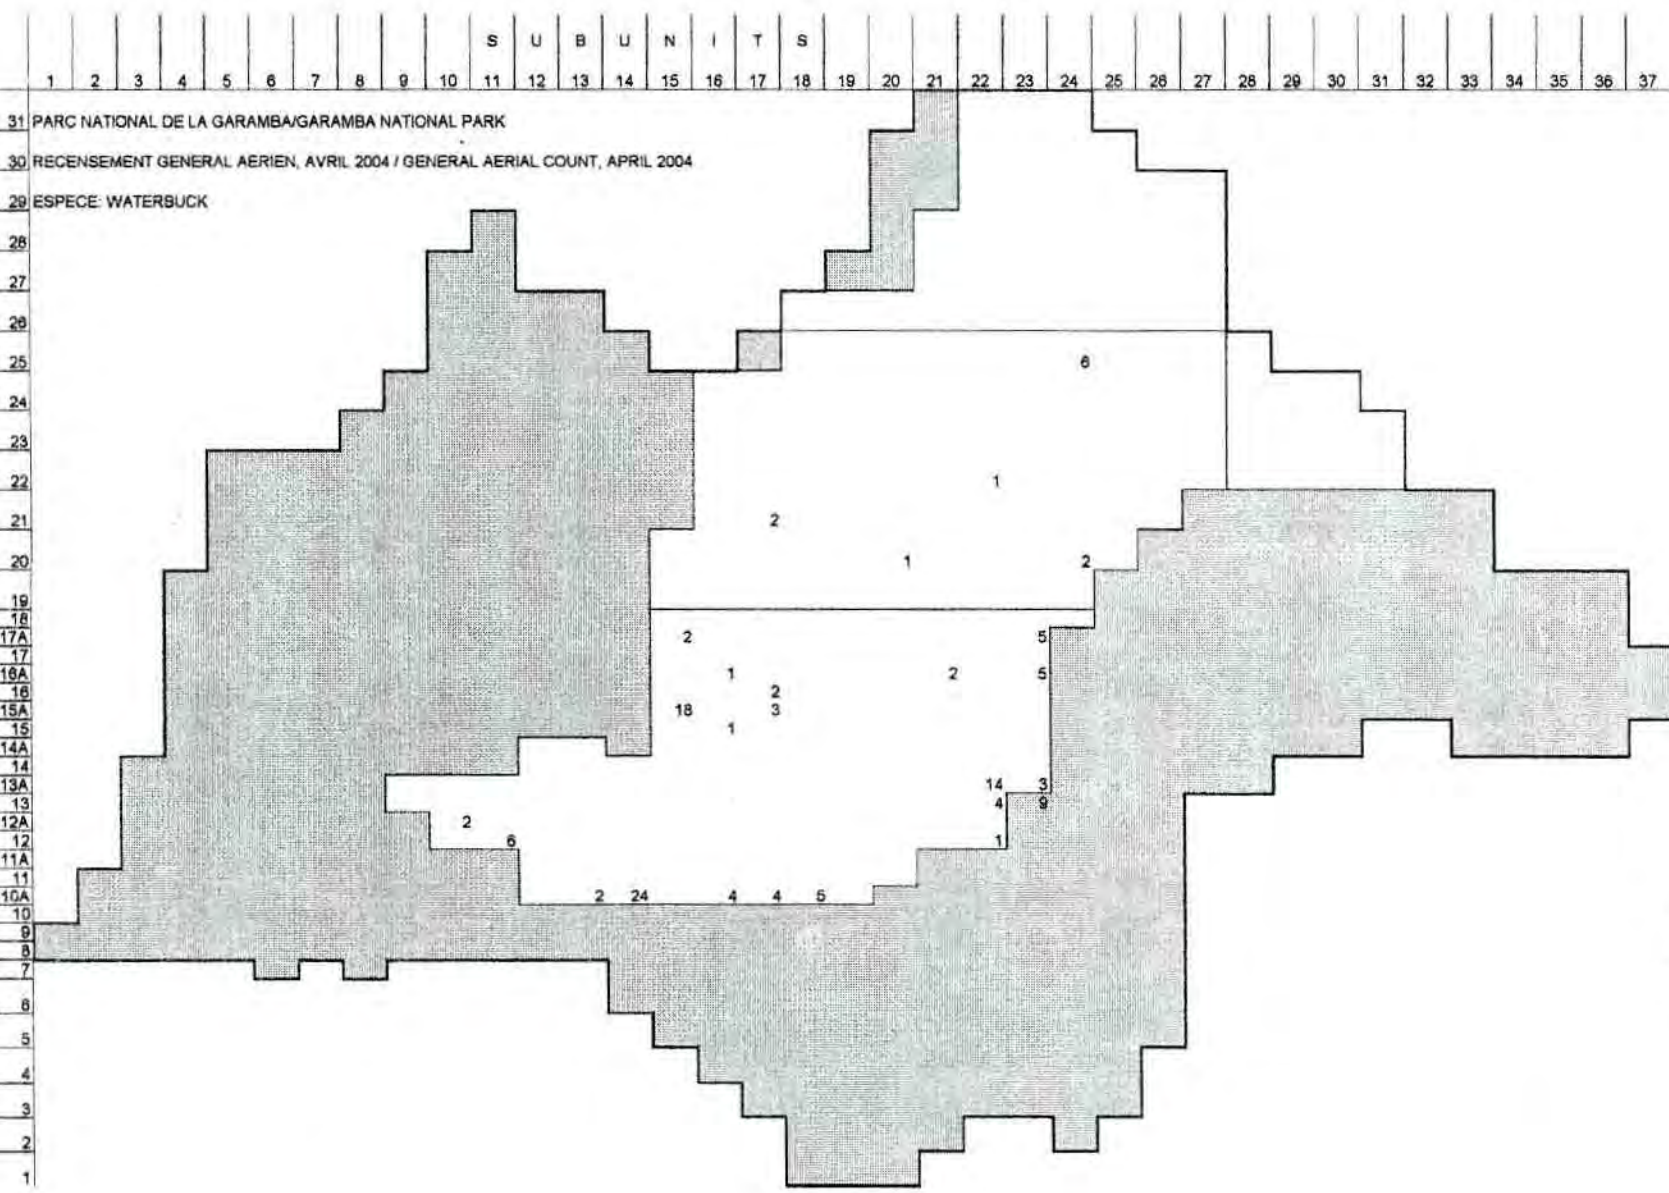 S U B U N I T S
1 2 3 4 5 6 7 8 9 10 11 12 13 14 15 16 17 18 19 20 21 22 23 24 25 26 27 28 29 30 31 32 33 34 35 36 37
31 PARC NATIONAL DE LA GARAMBA/GARAMBA NATIONAL PARK
30 RECENSEMENT GENERAL AERIEN, AVRIL 2004 / GENERAL AERIAL COUNT, APRIL 2004
29 ESPECE: WATERBUCK
28
27
26
25 6
24
23
22 1
21 2
20 1 2
19
18
17A 2 5
17
16A 1 2 5
16 2
15A 18 3
15 1
14A
14
13A 14 3
13 4 9
12A 2
12 6 1
11A
11
10A 2 24 4 4 5
10
9
8
7
6
5
4
3
2
1